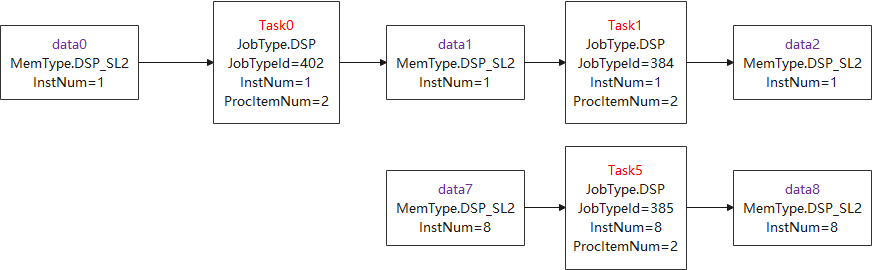 data0
MemType.DSP_SL2
InstNum=1
Task0
JobType.DSP
JobTypeId=402
InstNum=1
ProcItemNum=2
data1
MemType.DSP_SL2
InstNum=1
Task1
JobType.DSP
JobTypeId=384
InstNum=1
ProcItemNum=2
data2
MemType.DSP_SL2
InstNum=1
data7
MemType.DSP_SL2
InstNum=8
Task5
JobType.DSP
JobTypeId=385
InstNum=8
ProcItemNum=2
data8
MemType.DSP_SL2
InstNum=8